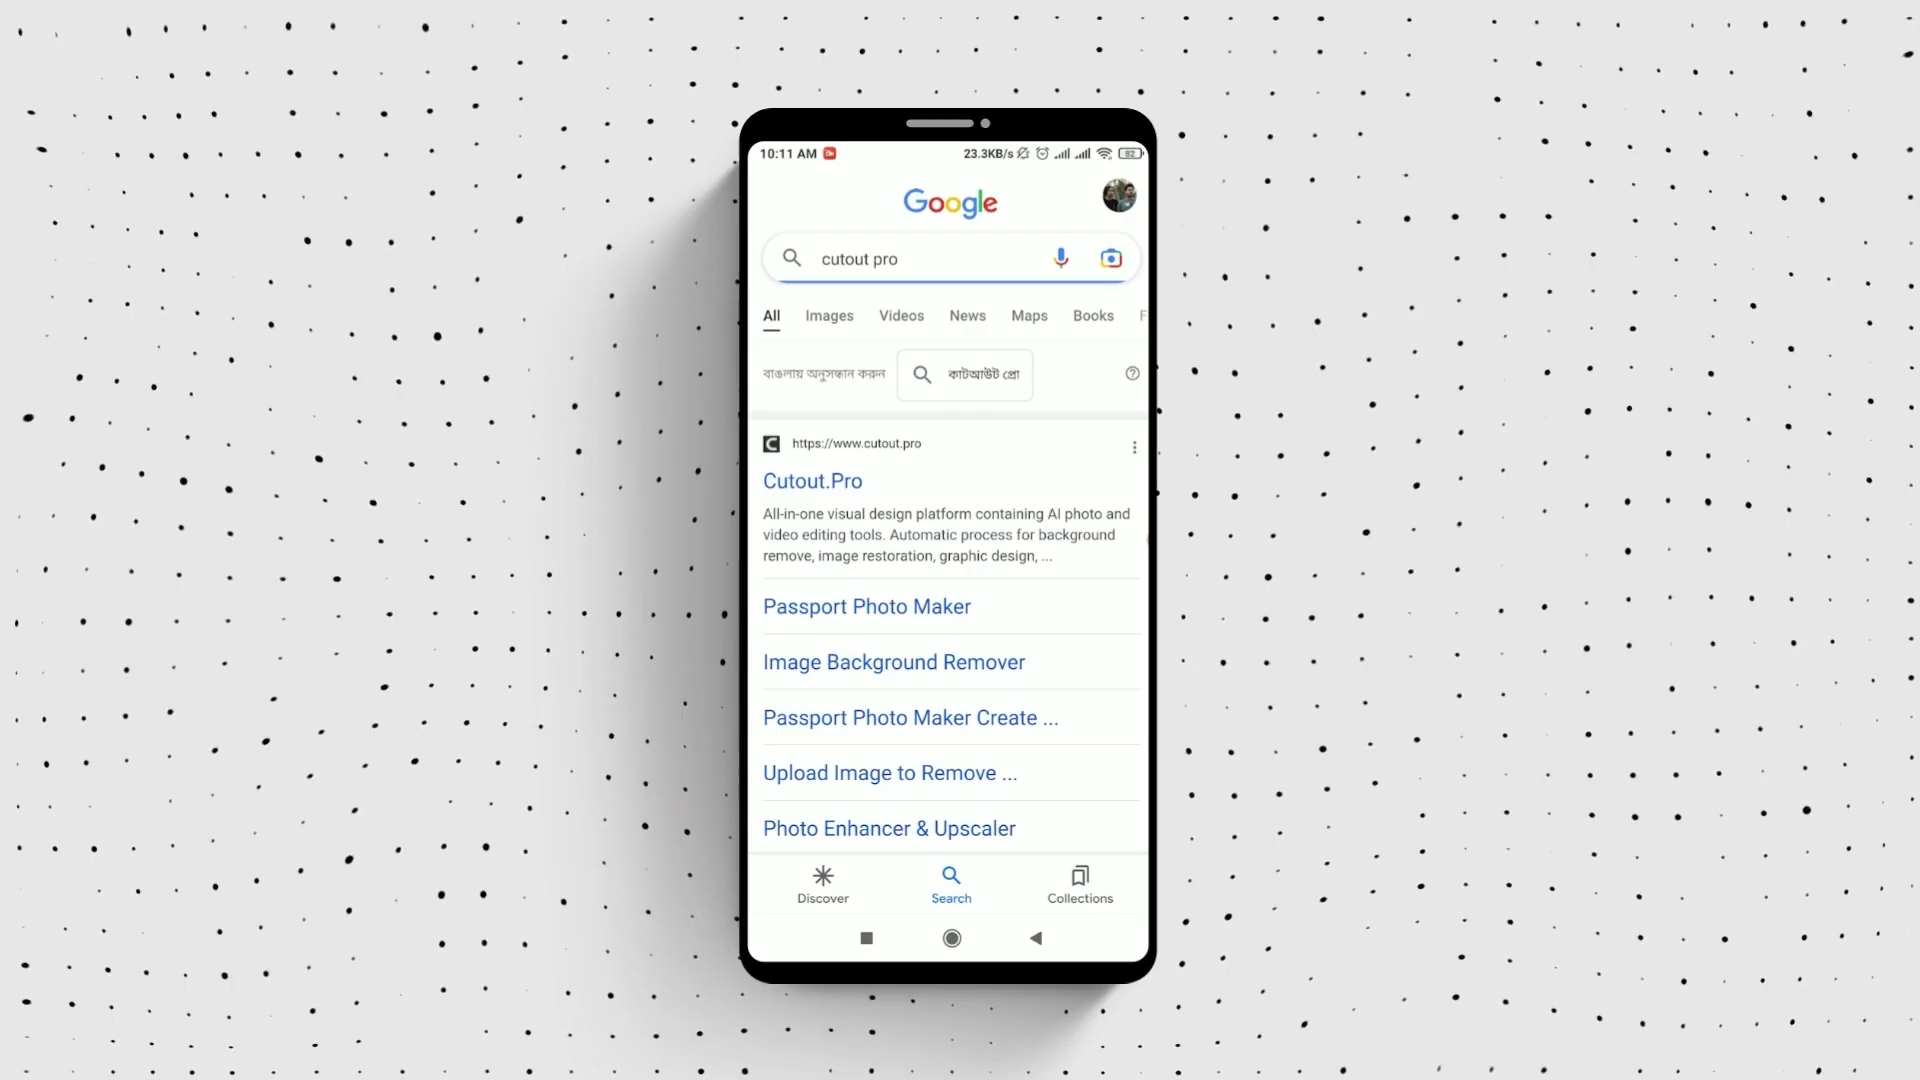 10:11 AM
23.3KB/s
82
Google
cutout pro
All Images Videos News Maps Books F
বাঙলায় অনুসন্ধান করুন
কাটআউট প্রো
https://www.cutout.pro
Cutout.Pro
All-in-one visual design platform containing AI photo and
video editing tools. Automatic process for background
remove, image restoration, graphic design, ...
Passport Photo Maker
Image Background Remover
Passport Photo Maker Create ...
Upload Image to Remove ...
Photo Enhancer & Upscaler
Discover Search Collections